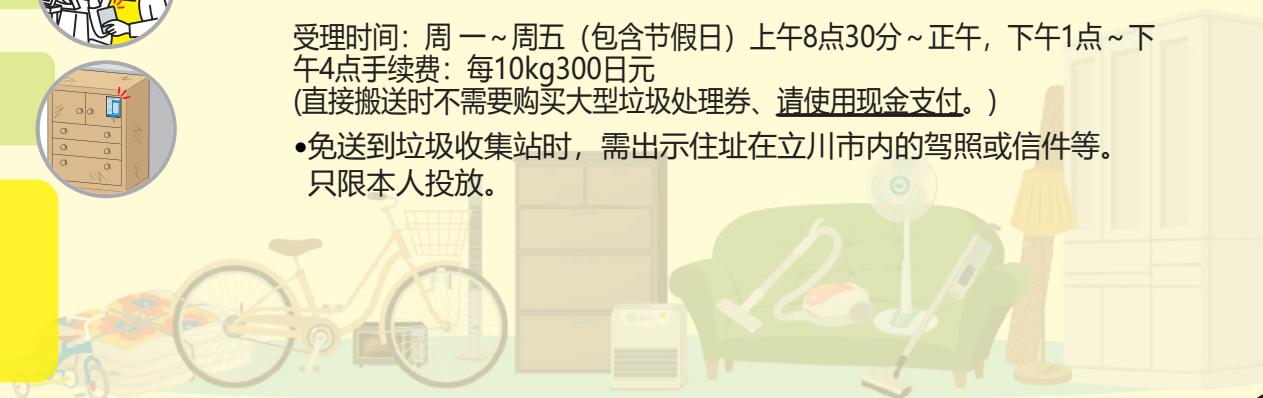 受理时间：周 一～周五（包含节假日）上午8点30分～正午，下午1点～下
午4点手续费：每10kg300日元
(直接搬送时不需要购买大型垃圾处理券、请使用现金支付。)
•免送到垃圾收集站时，需出示住址在立川市内的驾照或信件等。
只限本人投放。